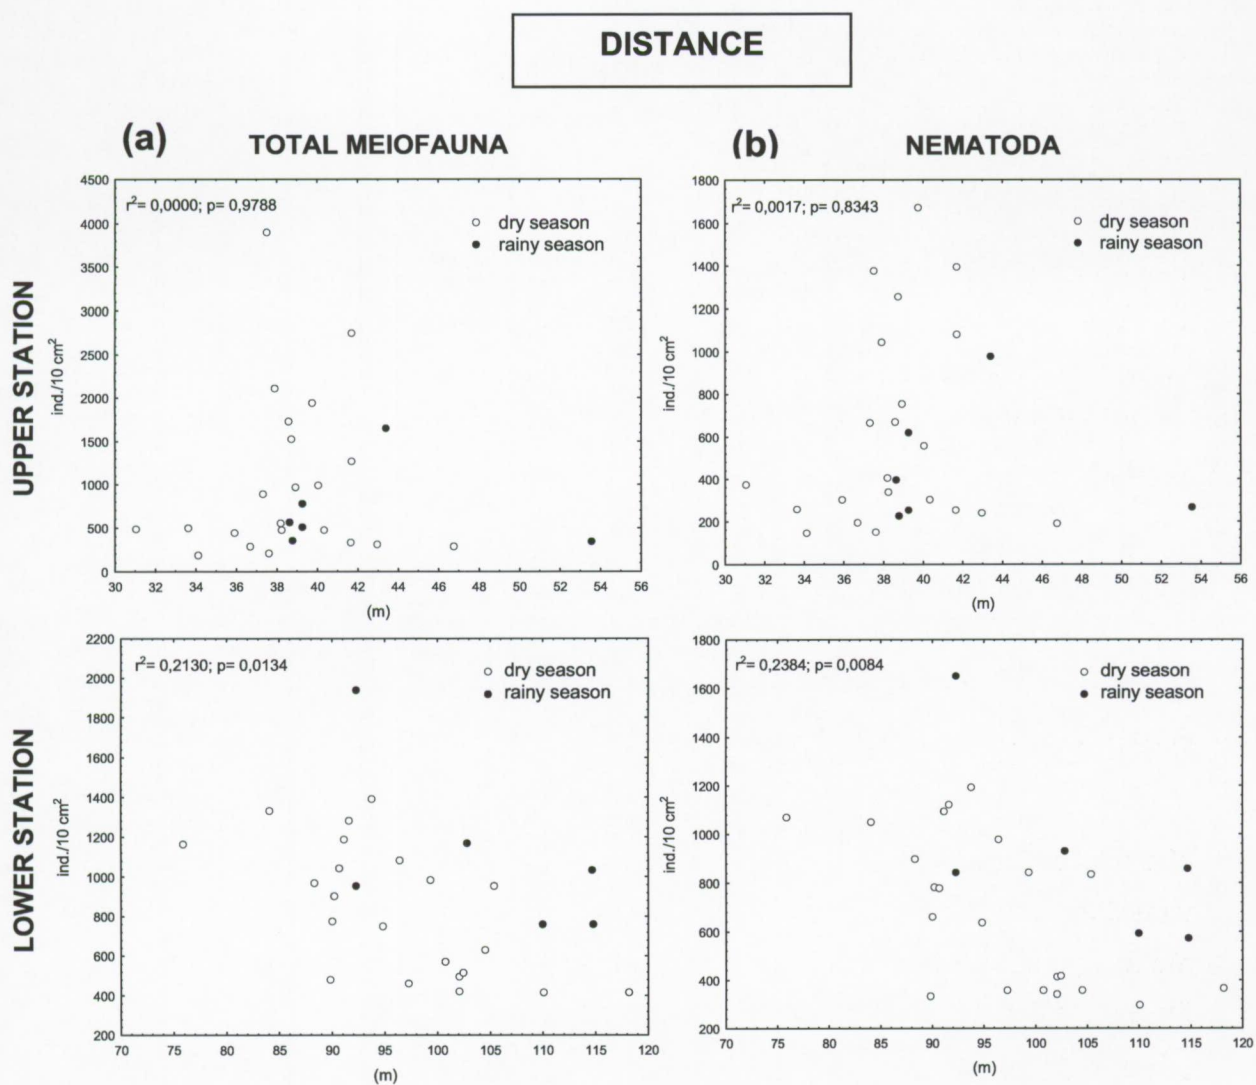 DISTANCE
(a) TOTAL MEIOFAUNA
(b) NEMATODA
UPPER STATION
4500
4000
3500
3000
2500
2000
1500
1000
500
0
ind./10 cm²
r²= 0,0000; p= 0,9788
dry season
rainy season
30 32 34 36 38 40 42 44 46 48 50 52 54 56
(m)
1800
1600
1400
1200
1000
800
600
400
200
0
ind./10 cm²
r²= 0,0017; p= 0,8343
dry season
rainy season
30 32 34 36 38 40 42 44 46 48 50 52 54 56
(m)
LOWER STATION
2200
2000
1800
1600
1400
1200
1000
800
600
400
200
ind./10 cm²
r²= 0,2130; p= 0,0134
dry season
rainy season
70 75 80 85 90 95 100 105 110 115 120
(m)
1800
1600
1400
1200
1000
800
600
400
200
ind./10 cm²
r²= 0,2384; p= 0,0084
dry season
rainy season
70 75 80 85 90 95 100 105 110 115 120
(m)